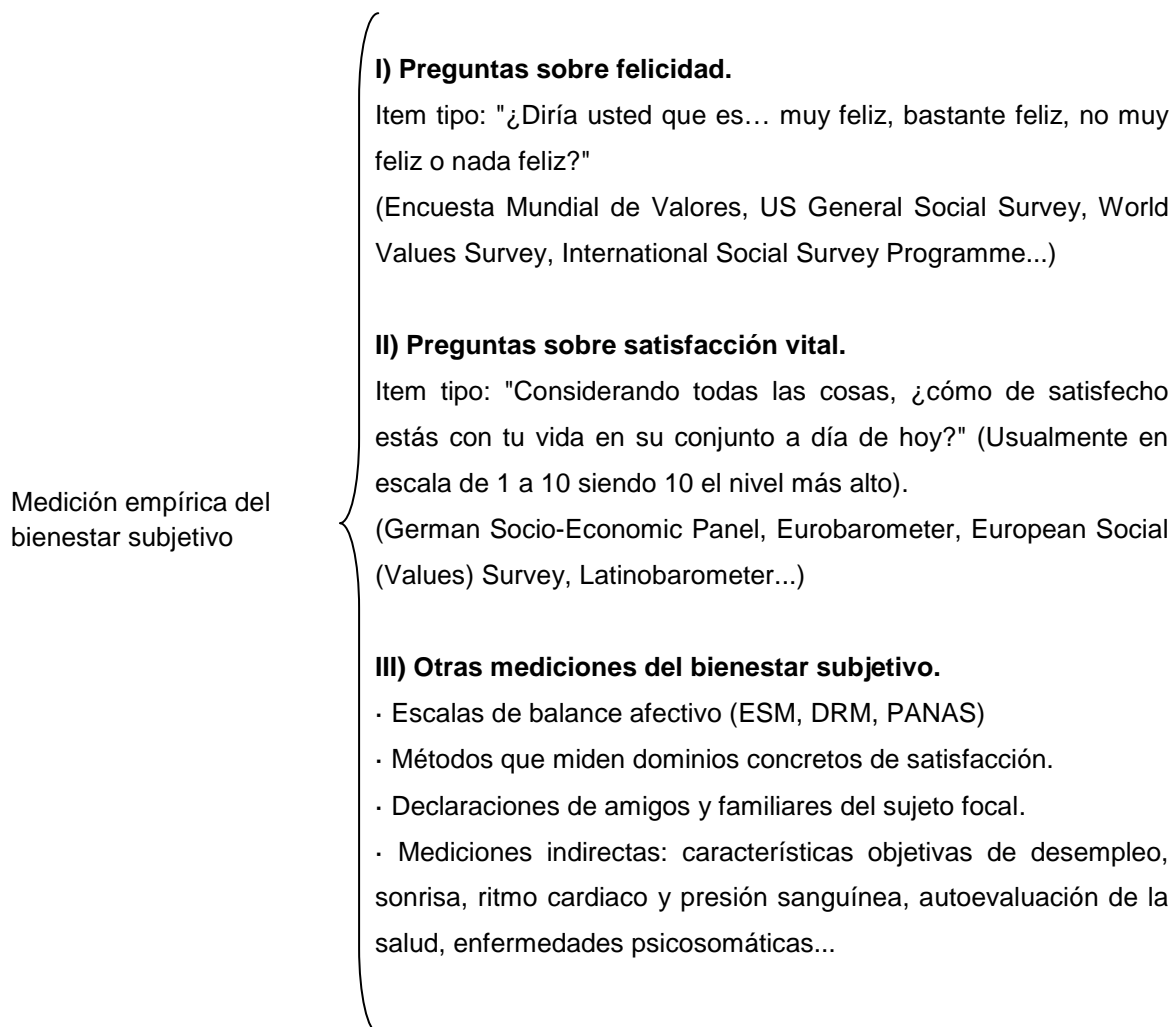 I) Preguntas sobre felicidad.
Item tipo: "¿Diría usted que es… muy feliz, bastante feliz, no muy
feliz o nada feliz?"
(Encuesta Mundial de Valores, US General Social Survey, World
Values Survey, International Social Survey Programme...)
II) Preguntas sobre satisfacción vital.
Item tipo: "Considerando todas las cosas, ¿cómo de satisfecho
estás con tu vida en su conjunto a día de hoy?" (Usualmente en
escala de 1 a 10 siendo 10 el nivel más alto).
(German Socio-Economic Panel, Eurobarometer, European Social
(Values) Survey, Latinobarometer...)
Medición empírica del
bienestar subjetivo
III) Otras mediciones del bienestar subjetivo.
· Escalas de balance afectivo (ESM, DRM, PANAS)
· Métodos que miden dominios concretos de satisfacción.
· Declaraciones de amigos y familiares del sujeto focal.
· Mediciones indirectas: características objetivas de desempleo,
sonrisa, ritmo cardiaco y presión sanguínea, autoevaluación de la
salud, enfermedades psicosomáticas...